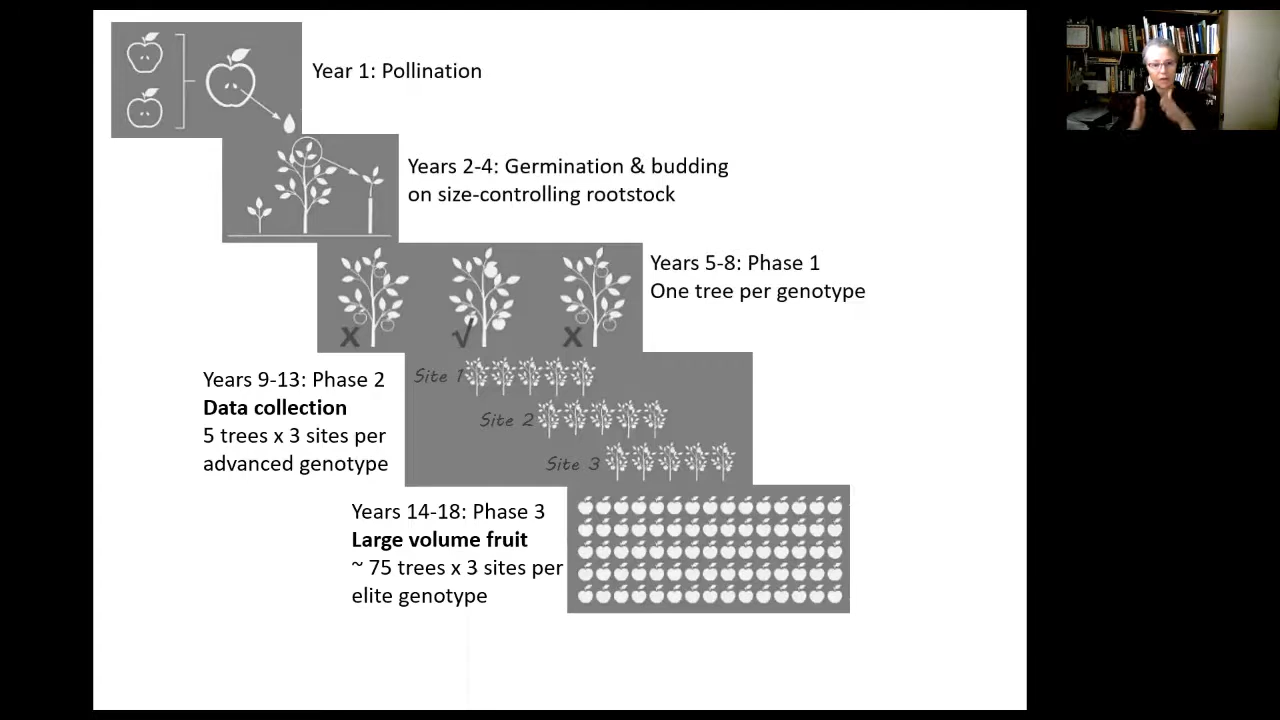 Year 1: Pollination
Years 2-4: Germination & budding
on size-controlling rootstock
Years 5-8: Phase 1
One tree per genotype
X
√
X
Years 9-13: Phase 2
Data collection
5 trees x 3 sites per
advanced genotype
Site 1
Site 2
Site 3
Years 14-18: Phase 3
Large volume fruit
~ 75 trees x 3 sites per
elite genotype